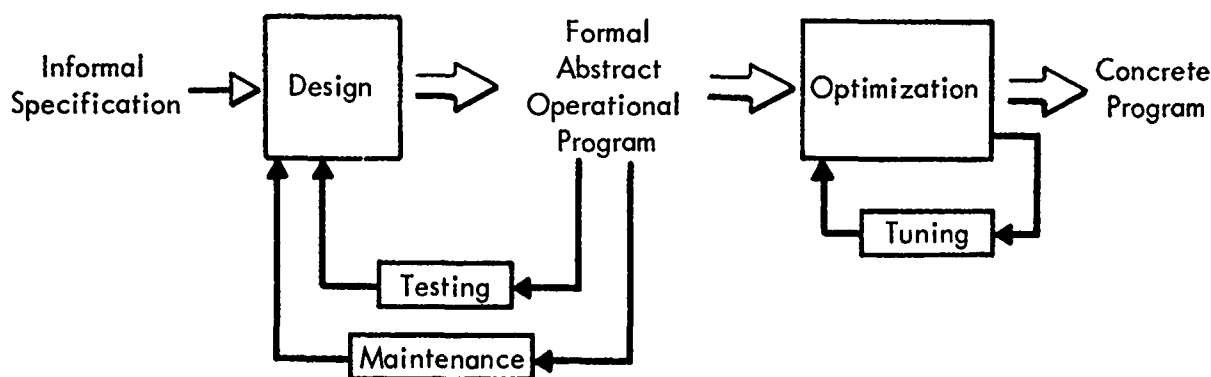 Informal
Specification
Design
Formal
Abstract
Operational
Program
Optimization
Concrete
Program
Tuning
Testing
Maintenance